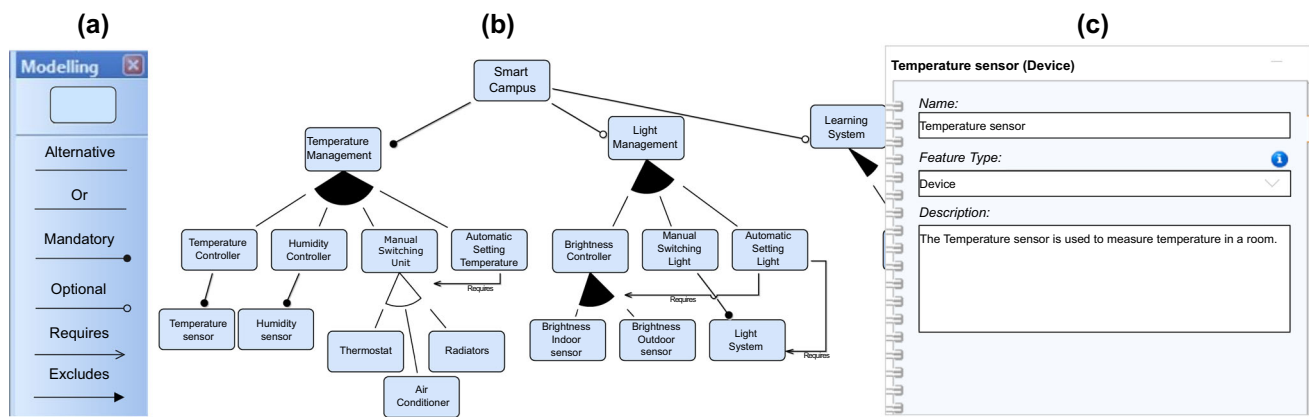 (a)
(b)
(c)
Modelling
Alternative
Or
Mandatory
Optional
Requires
Excludes
Smart
Campus
Temperature
Management
Light
Management
Learning
System
Temperature
Controller
Humidity
Controller
Manual
Switching
Unit
Automatic
Setting
Temperature
Brightness
Controller
Manual
Switching
Light
Automatic
Setting
Light
Requires
Requires
Temperature
sensor
Humidity
sensor
Thermostat
Radiators
Air
Conditioner
Brightness
Indoor
sensor
Brightness
Outdoor
sensor
Light
System
Requires
Temperature sensor (Device)
Name:
Temperature sensor
Feature Type:
Device
Description:
The Temperature sensor is used to measure temperature in a room.